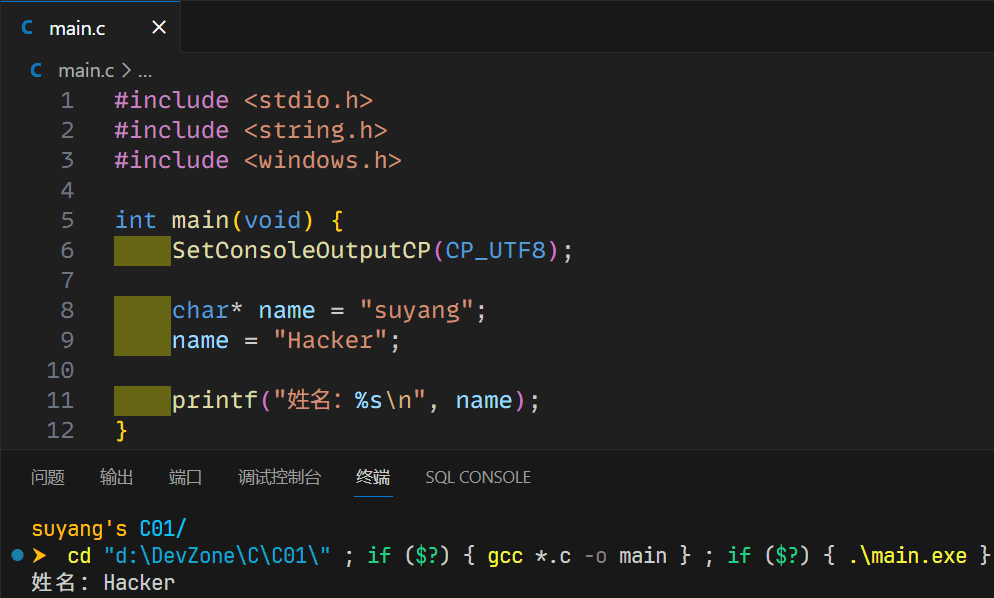 C main.c ×
C main.c > ...
1 #include <stdio.h>
2 #include <string.h>
3 #include <windows.h>
4
5 int main(void) {
6 SetConsoleOutputCP(CP_UTF8);
7
8 char* name = "suyang";
9 name = "Hacker";
10
11 printf("姓名：%s\n", name);
12 }
问题 输出 端口 调试控制台 终端 SQL CONSOLE
suyang's C01/
cd "d:\DevZone\C\C01\" ; if ($?) { gcc *.c -o main } ; if ($?) { .\main.exe }
姓名：Hacker